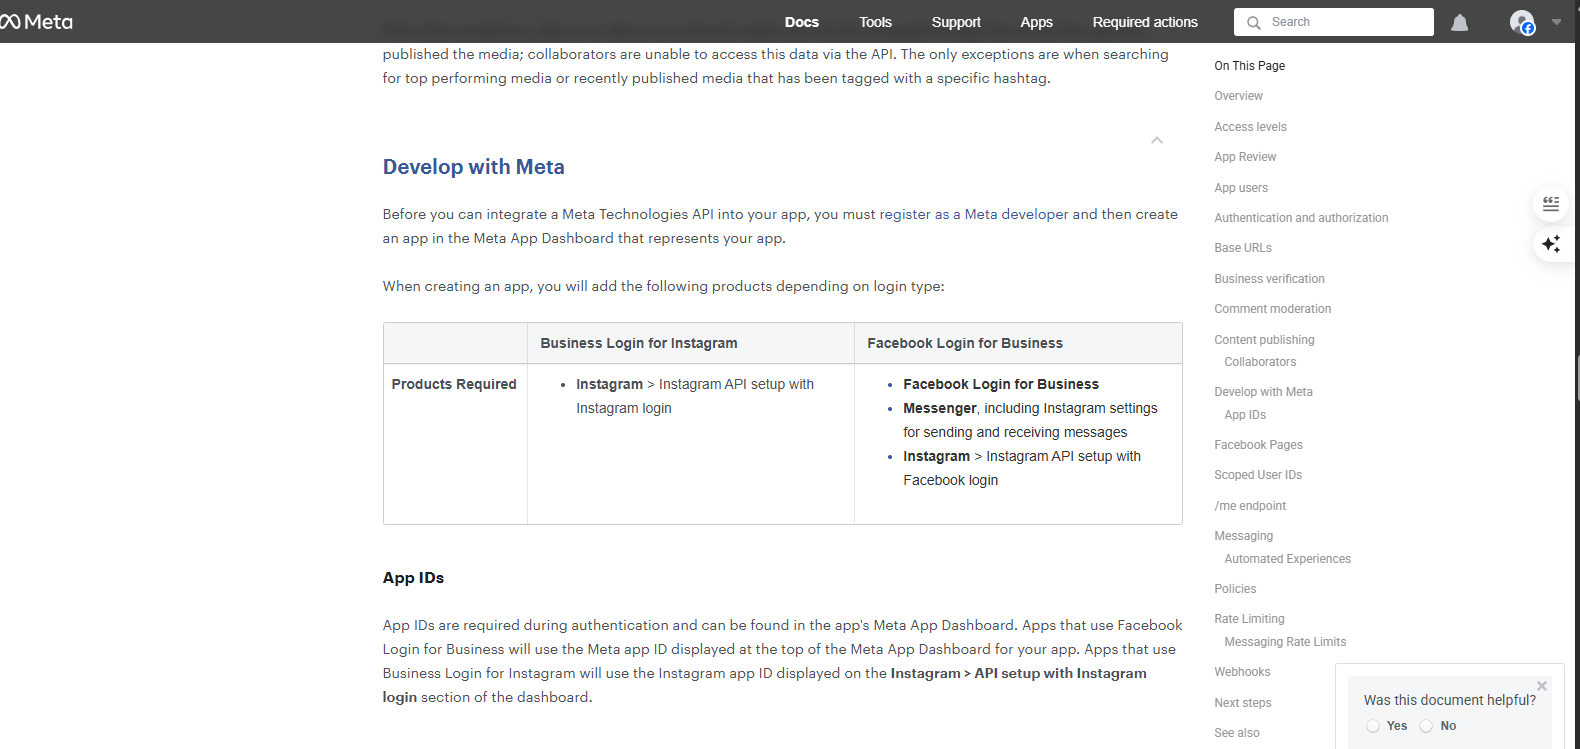 Meta
Docs
Tools
Support
Apps
Required actions
Search
published the media; collaborators are unable to access this data via the API. The only exceptions are when searching
for top performing media or recently published media that has been tagged with a specific hashtag.
Develop with Meta
Before you can integrate a Meta Technologies API into your app, you must register as a Meta developer and then create
an app in the Meta App Dashboard that represents your app.
When creating an app, you will add the following products depending on login type:
Business Login for Instagram
Facebook Login for Business
Products Required
• Instagram > Instagram API setup with
Instagram login
• Facebook Login for Business
• Messenger, including Instagram settings
for sending and receiving messages
• Instagram > Instagram API setup with
Facebook login
App IDs
App IDs are required during authentication and can be found in the app's Meta App Dashboard. Apps that use Facebook
Login for Business will use the Meta app ID displayed at the top of the Meta App Dashboard for your app. Apps that use
Business Login for Instagram will use the Instagram app ID displayed on the Instagram > API setup with Instagram
login section of the dashboard.
On This Page
Overview
Access levels
App Review
App users
Authentication and authorization
Base URLs
Business verification
Comment moderation
Content publishing
Collaborators
Develop with Meta
App IDs
Facebook Pages
Scoped User IDs
/me endpoint
Messaging
Automated Experiences
Policies
Rate Limiting
Messaging Rate Limits
Webhooks
Next steps
See also
Was this document helpful?
Yes
No